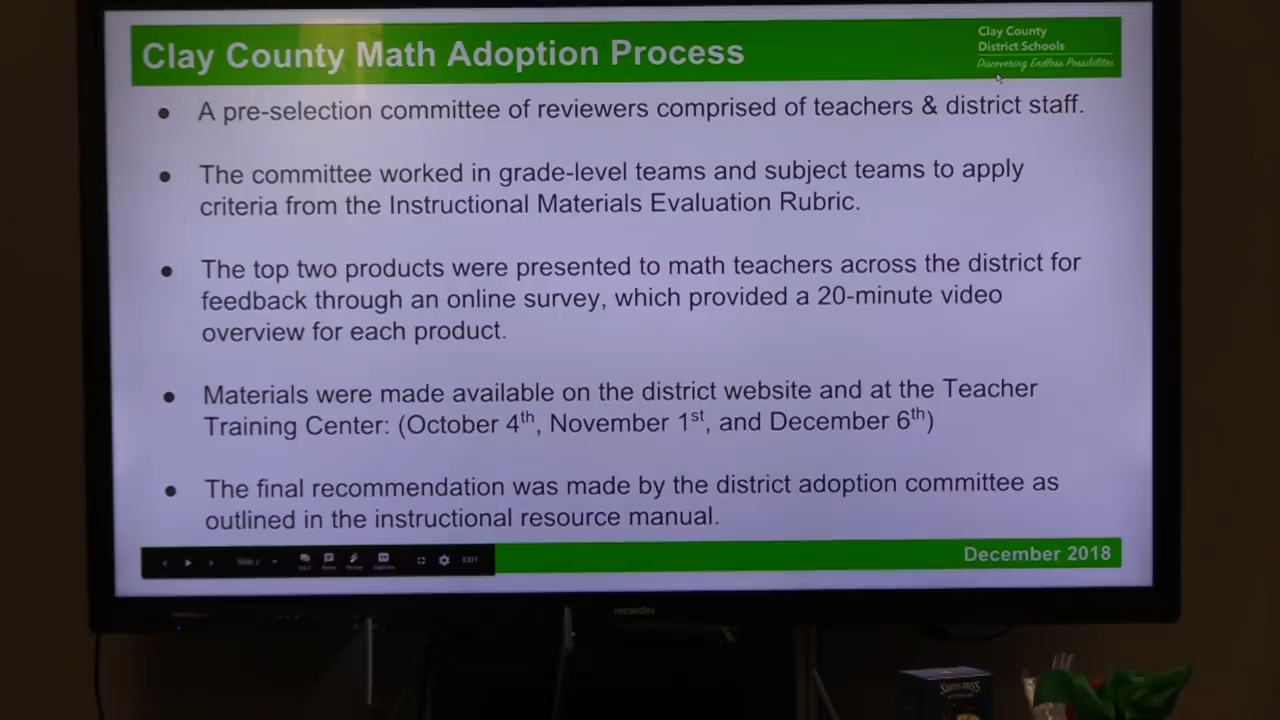 Clay County Math Adoption Process
Clay County
District Schools
Discovering Endless Possibilities
A pre-selection committee of reviewers comprised of teachers & district staff.
The committee worked in grade-level teams and subject teams to apply
criteria from the Instructional Materials Evaluation Rubric.
The top two products were presented to math teachers across the district for
feedback through an online survey, which provided a 20-minute video
overview for each product.
Materials were made available on the district website and at the Teacher
Training Center: (October 4th, November 1st, and December 6th)
The final recommendation was made by the district adoption committee as
outlined in the instructional resource manual.
EXIT
December 2018
recordex
Swiss Miss